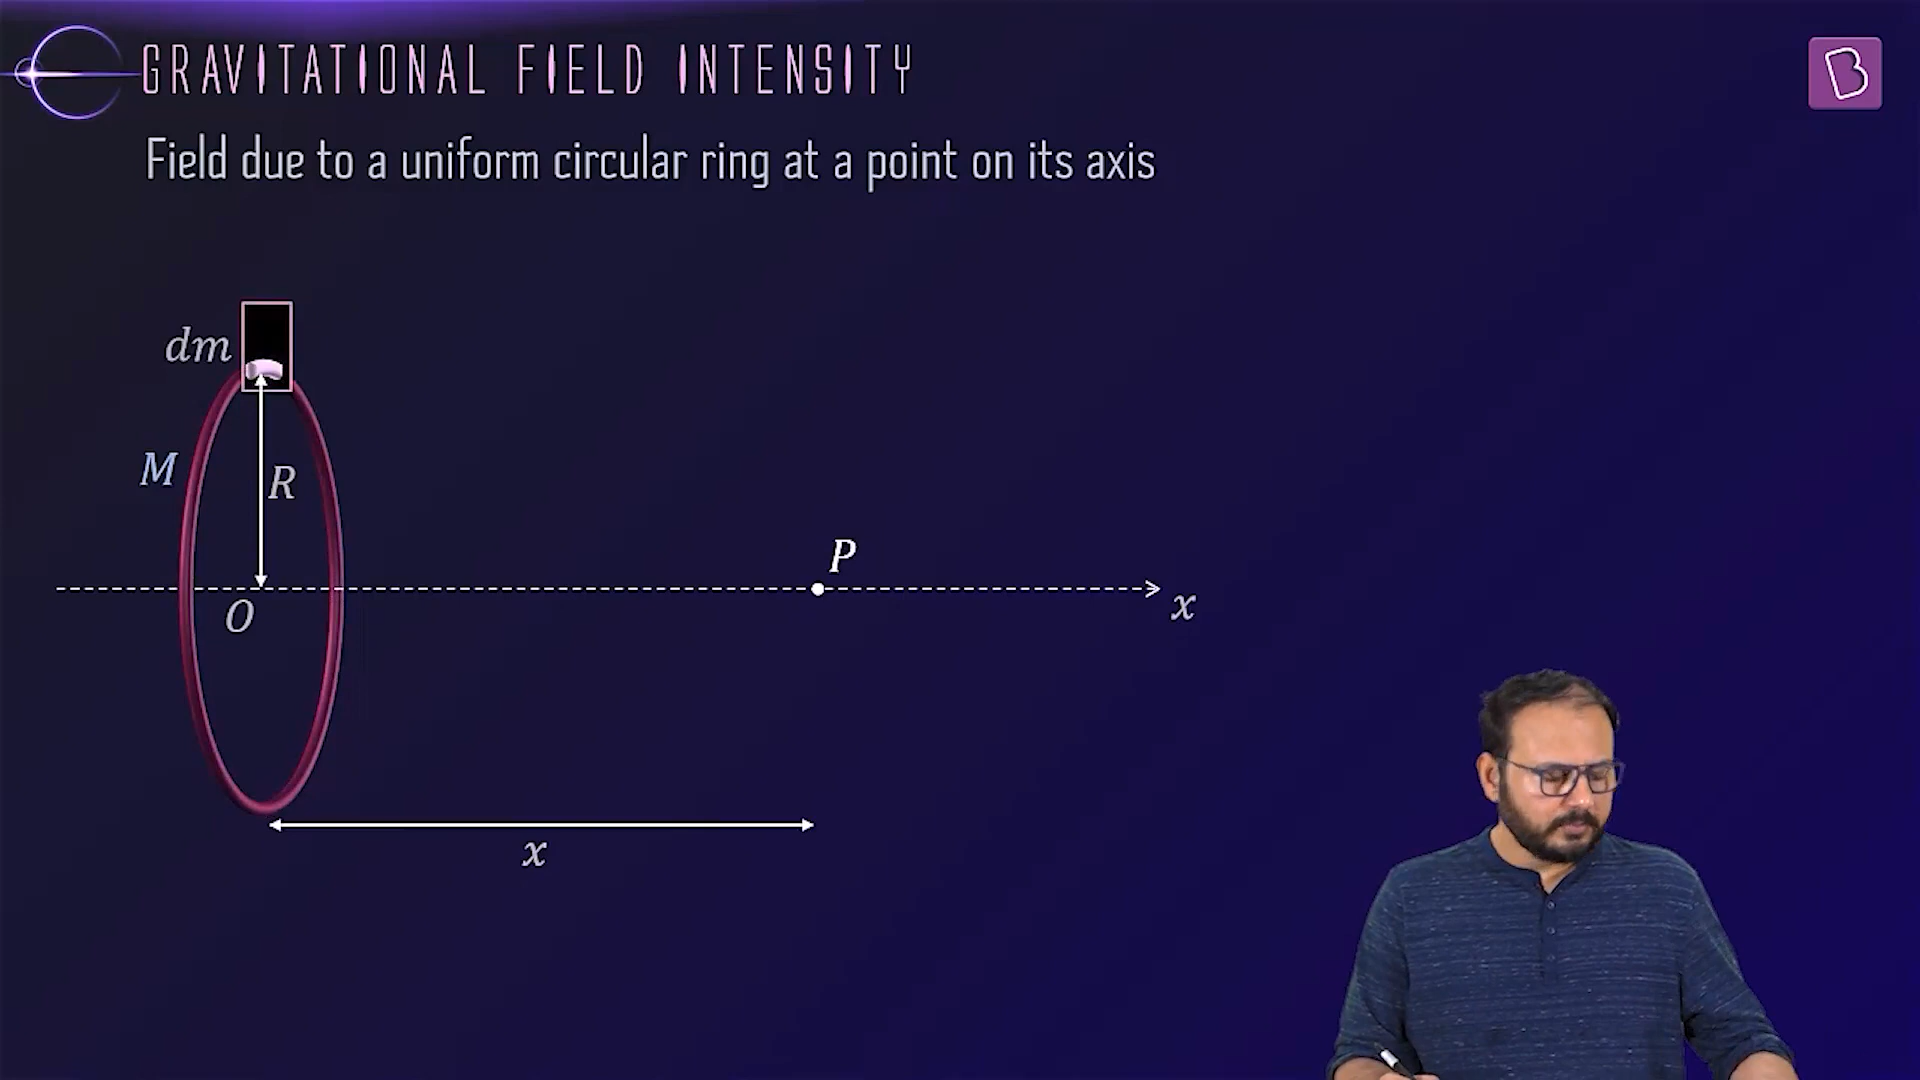 GRAVITATIONAL FIELD INTENSITY
B
Field due to a uniform circular ring at a point on its axis
dm
M
R
P
O
x
x